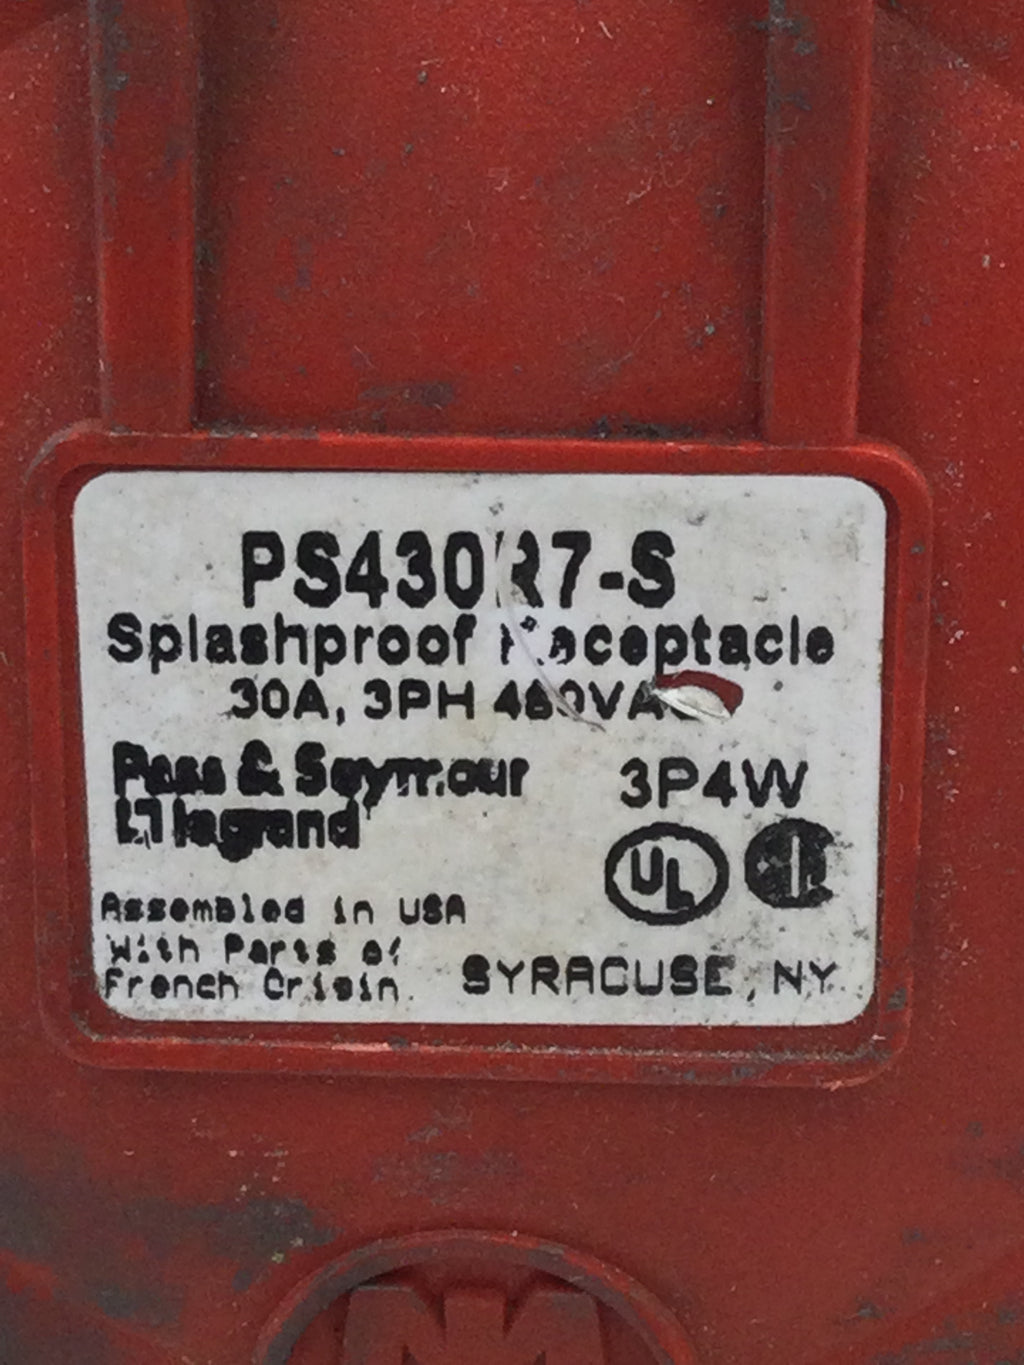 PS430R7-S
Splashproof Receptacle
30A, 3PH 480VAC
Pass & Seymour
legrand
3P4W
UL
Assembled in USA
With Parts of
French Origin.
SYRACUSE, NY